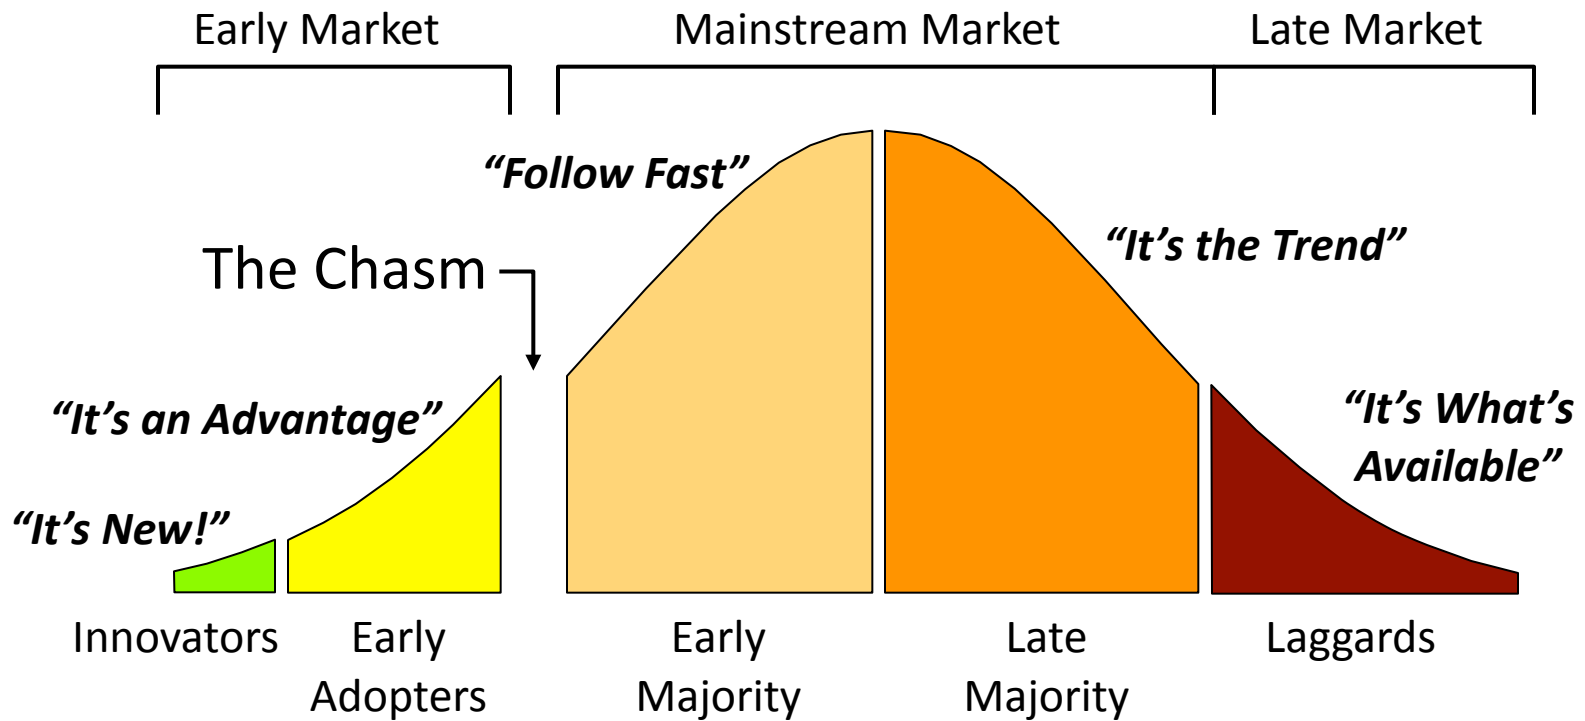 Early Market
Mainstream Market
Late Market
“Follow Fast”
“It’s the Trend”
The Chasm
“It’s an Advantage”
“It’s What’s
Available”
“It’s New!”
Innovators
Early
Adopters
Early
Majority
Late
Majority
Laggards